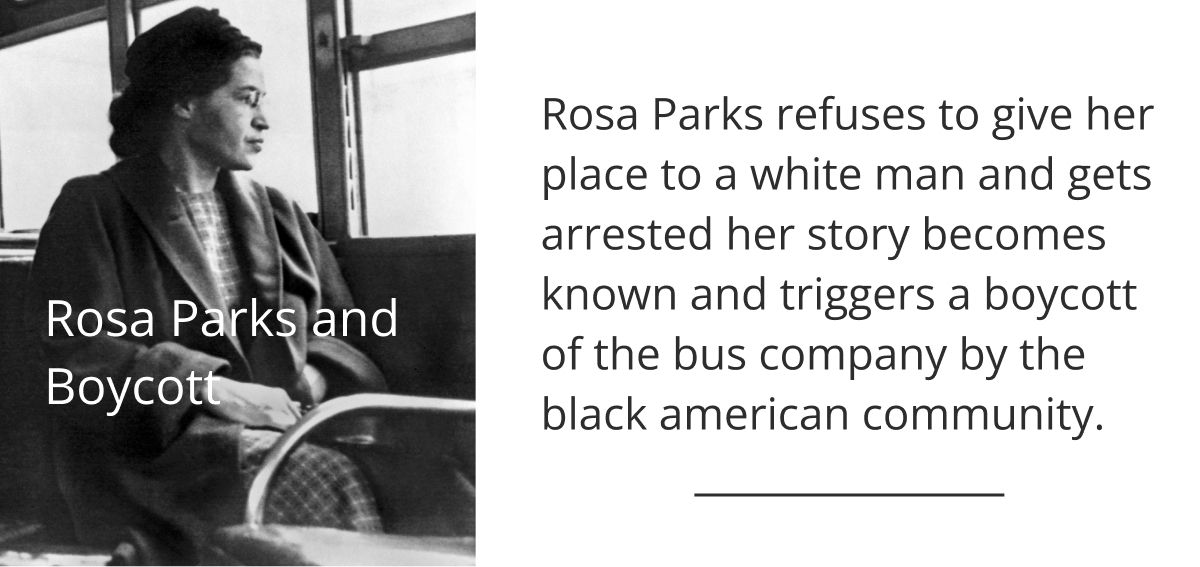 Rosa Parks and
Boycott
Rosa Parks refuses to give her
place to a white man and gets
arrested her story becomes
known and triggers a boycott
of the bus company by the
black american community.